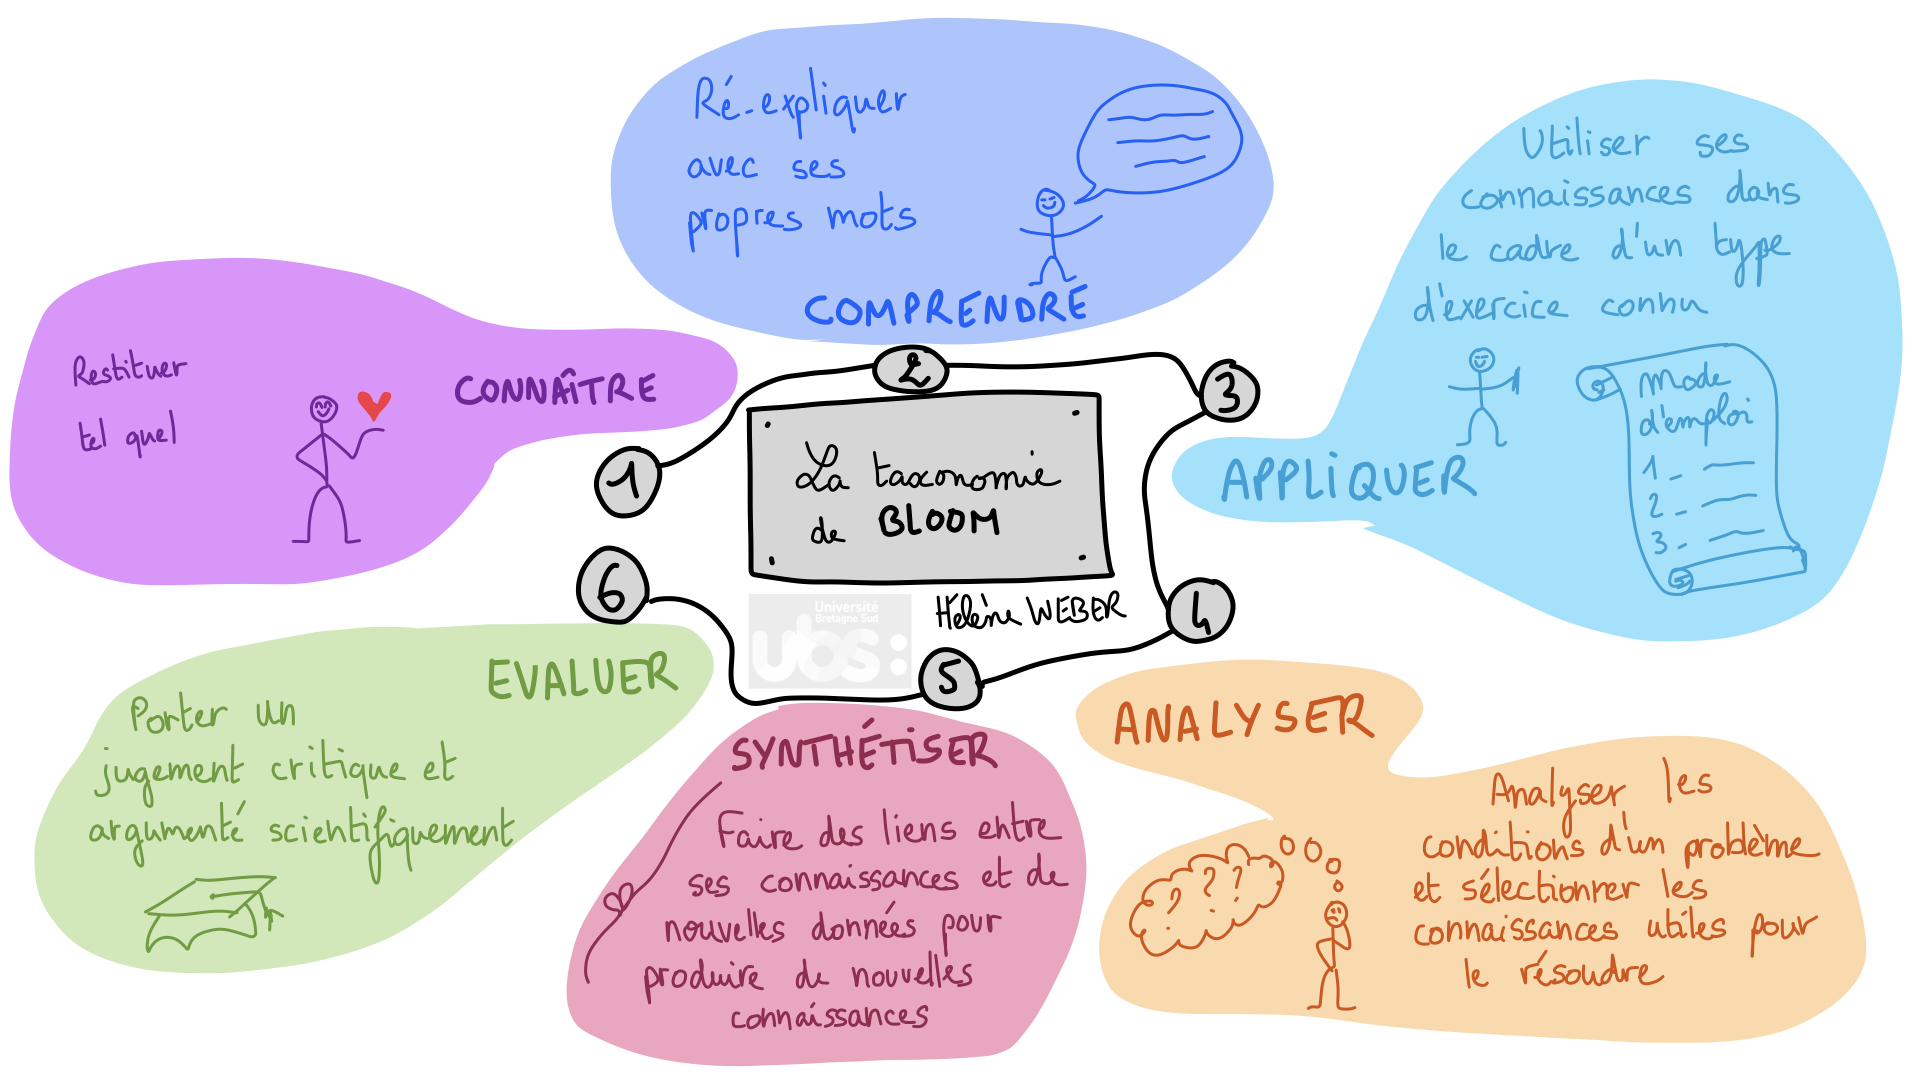 La taxonomie
de BLOOM
Hélène WEBER
Université
Bretagne Sud
ubs:
1
CONNAÎTRE
Restituer
tel quel
2
Ré-expliquer
avec ses
propres mots
COMPRENDRE
3
Utiliser ses
connaissances dans
le cadre d'un type
d'exercice connu
APPLIQUER
Mode
d'emploi
1-
2-
3-
4
ANALYSER
Analyser les
conditions d'un problème
et sélectionner les
connaissances utiles pour
le résoudre
? ? ?
5
SYNTHÉTISER
Faire des liens entre
ses connaissances et de
nouvelles données pour
produire de nouvelles
connaissances
6
EVALUER
Porter un
jugement critique et
argumenté scientifiquement